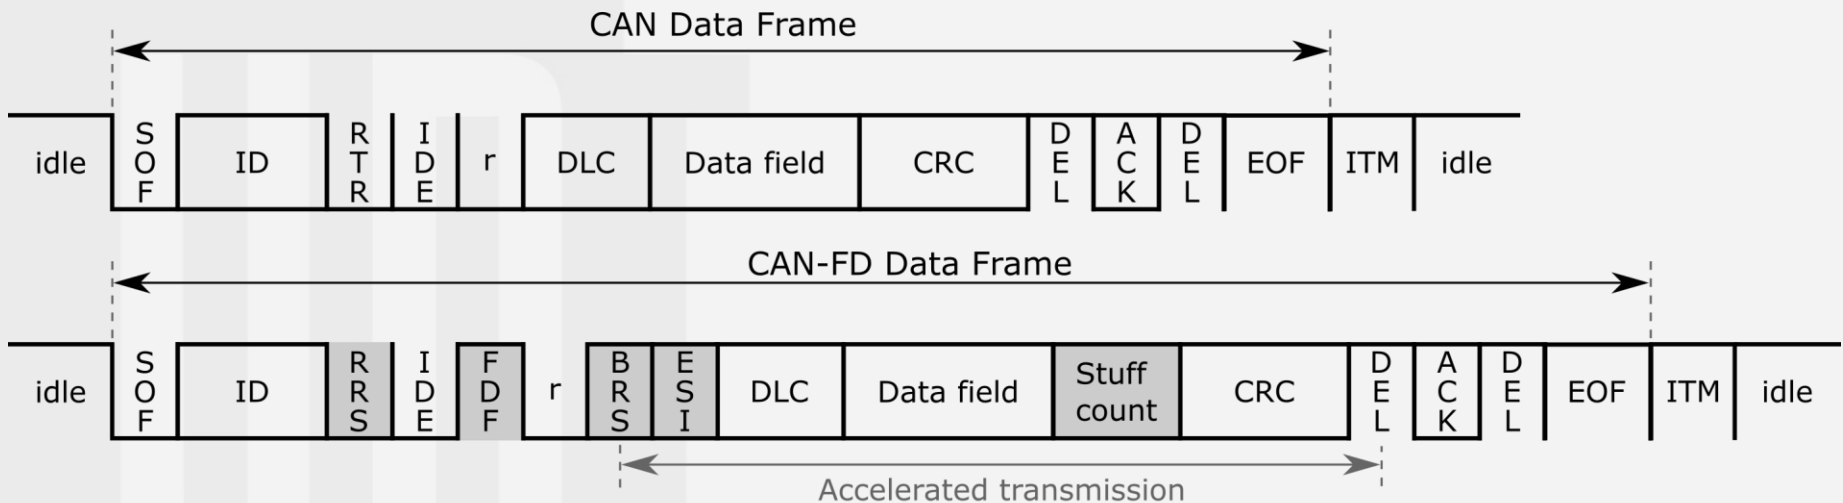 CAN Data Frame
idle SOF ID RTR IDE r DLC Data field CRC DEL ACK DEL EOF ITM idle
CAN-FD Data Frame
idle SOF ID RRS IDE FDF r BRS ESI DLC Data field Stuff count CRC DEL ACK DEL EOF ITM idle
Accelerated transmission